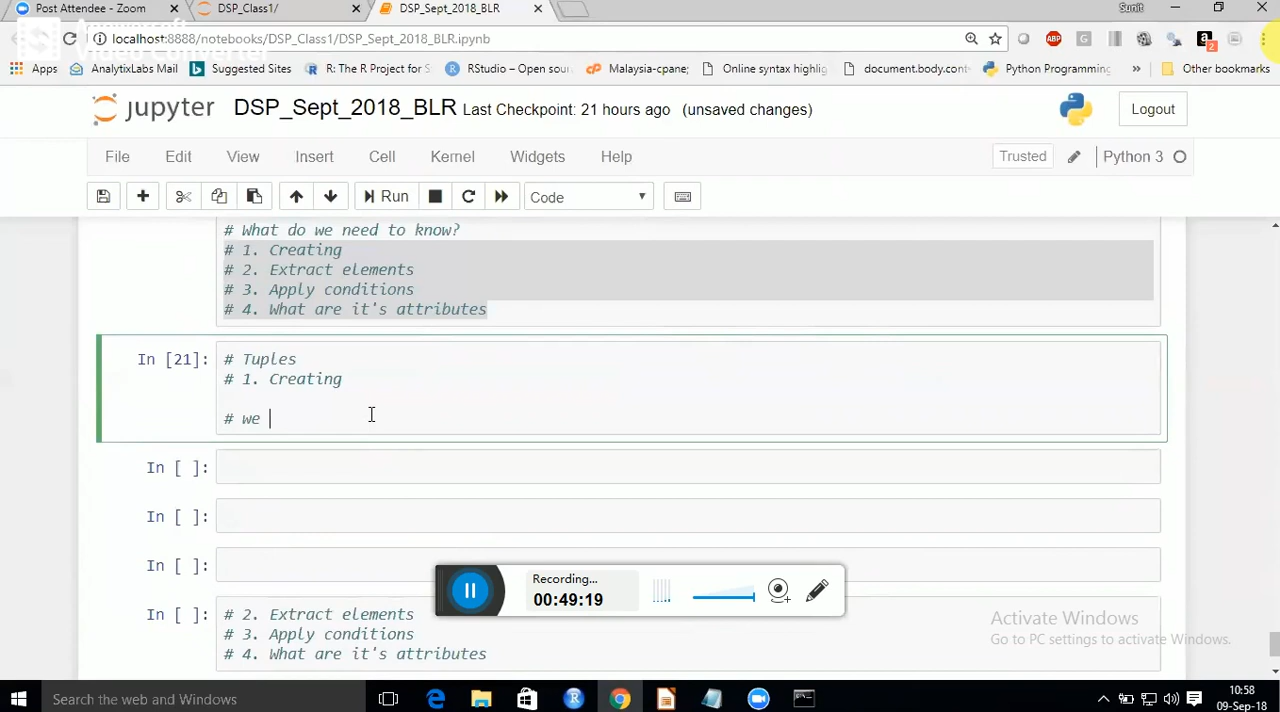 Post Attendee - Zoom
DSP_Class1/
DSP_Sept_2018_BLR
Sunit
localhost:8888/notebooks/DSP_Class1/DSP_Sept_2018_BLR.ipynb
Video Converter
ABP
2
Apps
AnalytixLabs Mail
Suggested Sites
R: The R Project for S
RStudio – Open sour
Malaysia-cpane;
Online syntax highlig
document.body.cont
Python Programming
Other bookmarks
jupyter
DSP_Sept_2018_BLR
Last Checkpoint: 21 hours ago
(unsaved changes)
Logout
File
Edit
View
Insert
Cell
Kernel
Widgets
Help
Trusted
Python 3
Run
Code
# What do we need to know?
# 1. Creating
# 2. Extract elements
# 3. Apply conditions
# 4. What are it's attributes
In [21]:
# Tuples
# 1. Creating
# we
In [ ]:
In [ ]:
In [ ]:
In [ ]:
# 2. Extract elements
# 3. Apply conditions
# 4. What are it's attributes
Recording...
00:49:19
Activate Windows
Go to PC settings to activate Windows.
Search the web and Windows
10:58
09-Sep-18